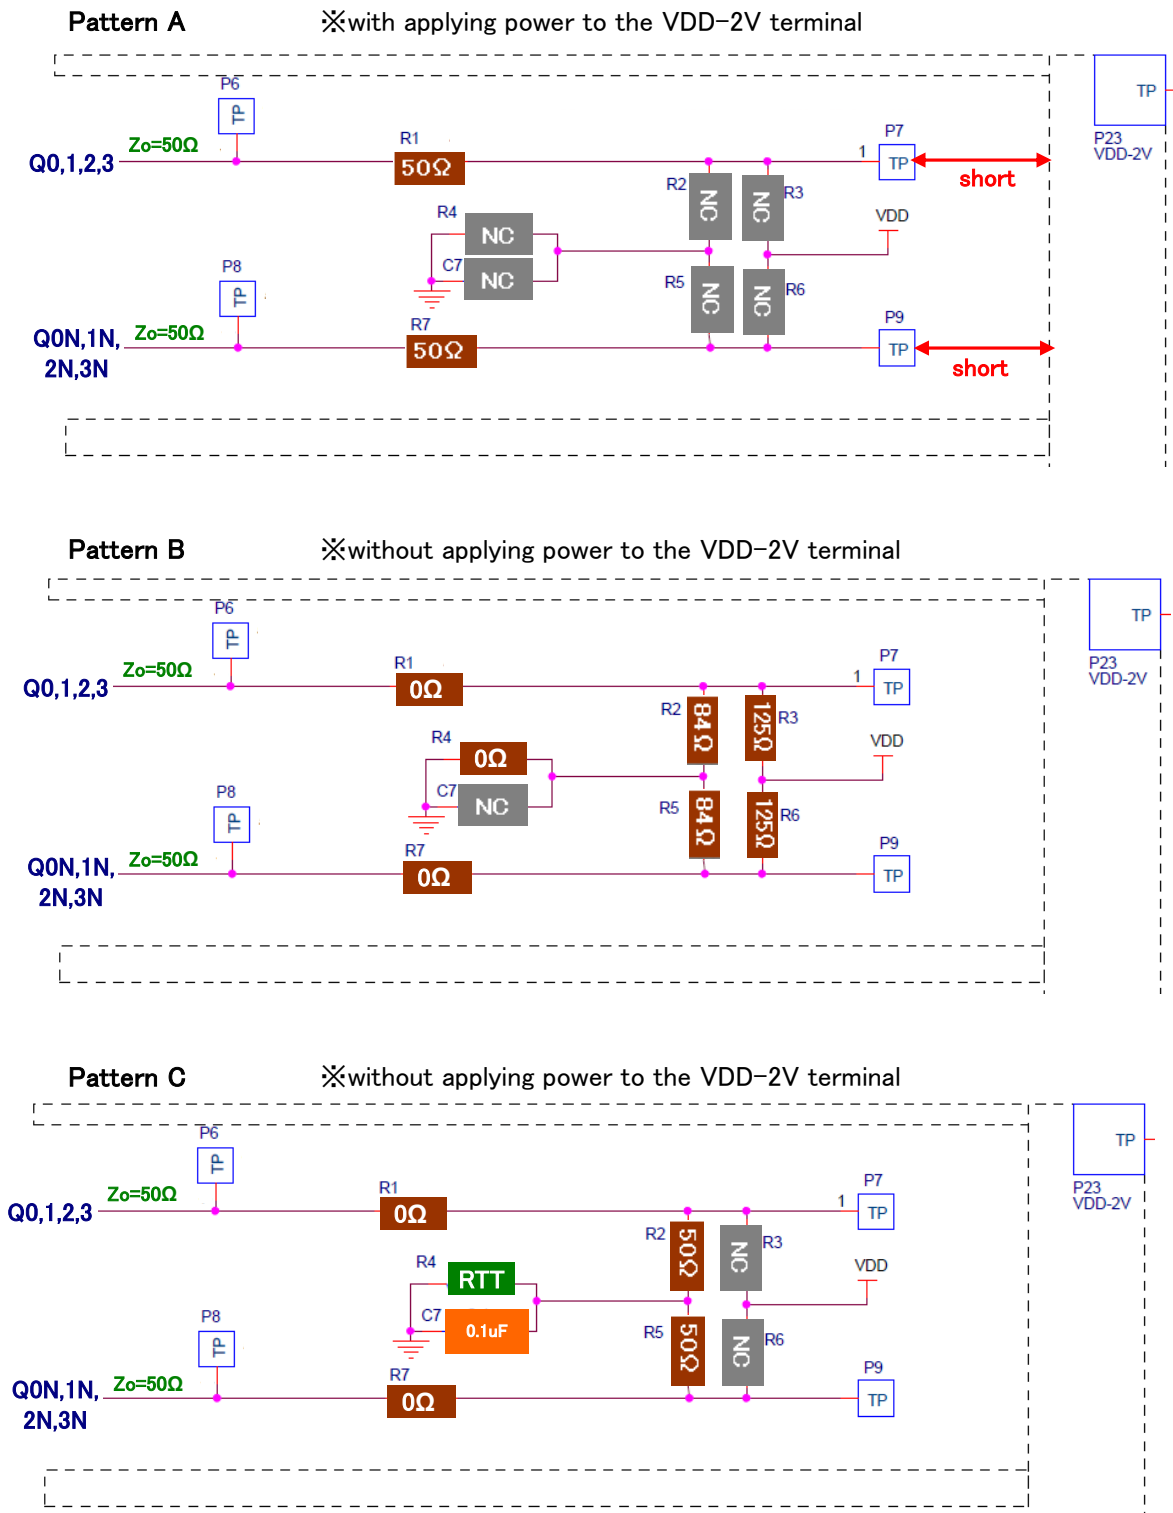 Pattern A ※with applying power to the VDD-2V terminal
P6
TP
TP
P23
VDD-2V
Q0,1,2,3
Zo=50Ω
R1
50Ω
1
P7
TP
short
R2
NC
NC
R3
R4
NC
VDD
C7
NC
P8
TP
R5
NC
NC
R6
Q0N,1N,
2N,3N
Zo=50Ω
R7
50Ω
P9
TP
short
Pattern B ※without applying power to the VDD-2V terminal
P6
TP
TP
P23
VDD-2V
Q0,1,2,3
Zo=50Ω
R1
0Ω
1
P7
TP
R2
84Ω
125Ω
R3
R4
0Ω
VDD
C7
NC
P8
TP
R5
84Ω
125Ω
R6
Q0N,1N,
2N,3N
Zo=50Ω
R7
0Ω
P9
TP
Pattern C ※without applying power to the VDD-2V terminal
P6
TP
TP
P23
VDD-2V
Q0,1,2,3
Zo=50Ω
R1
0Ω
1
P7
TP
R2
50Ω
NC
R3
R4
RTT
VDD
C7
0.1uF
P8
TP
R5
50Ω
NC
R6
Q0N,1N,
2N,3N
Zo=50Ω
R7
0Ω
P9
TP